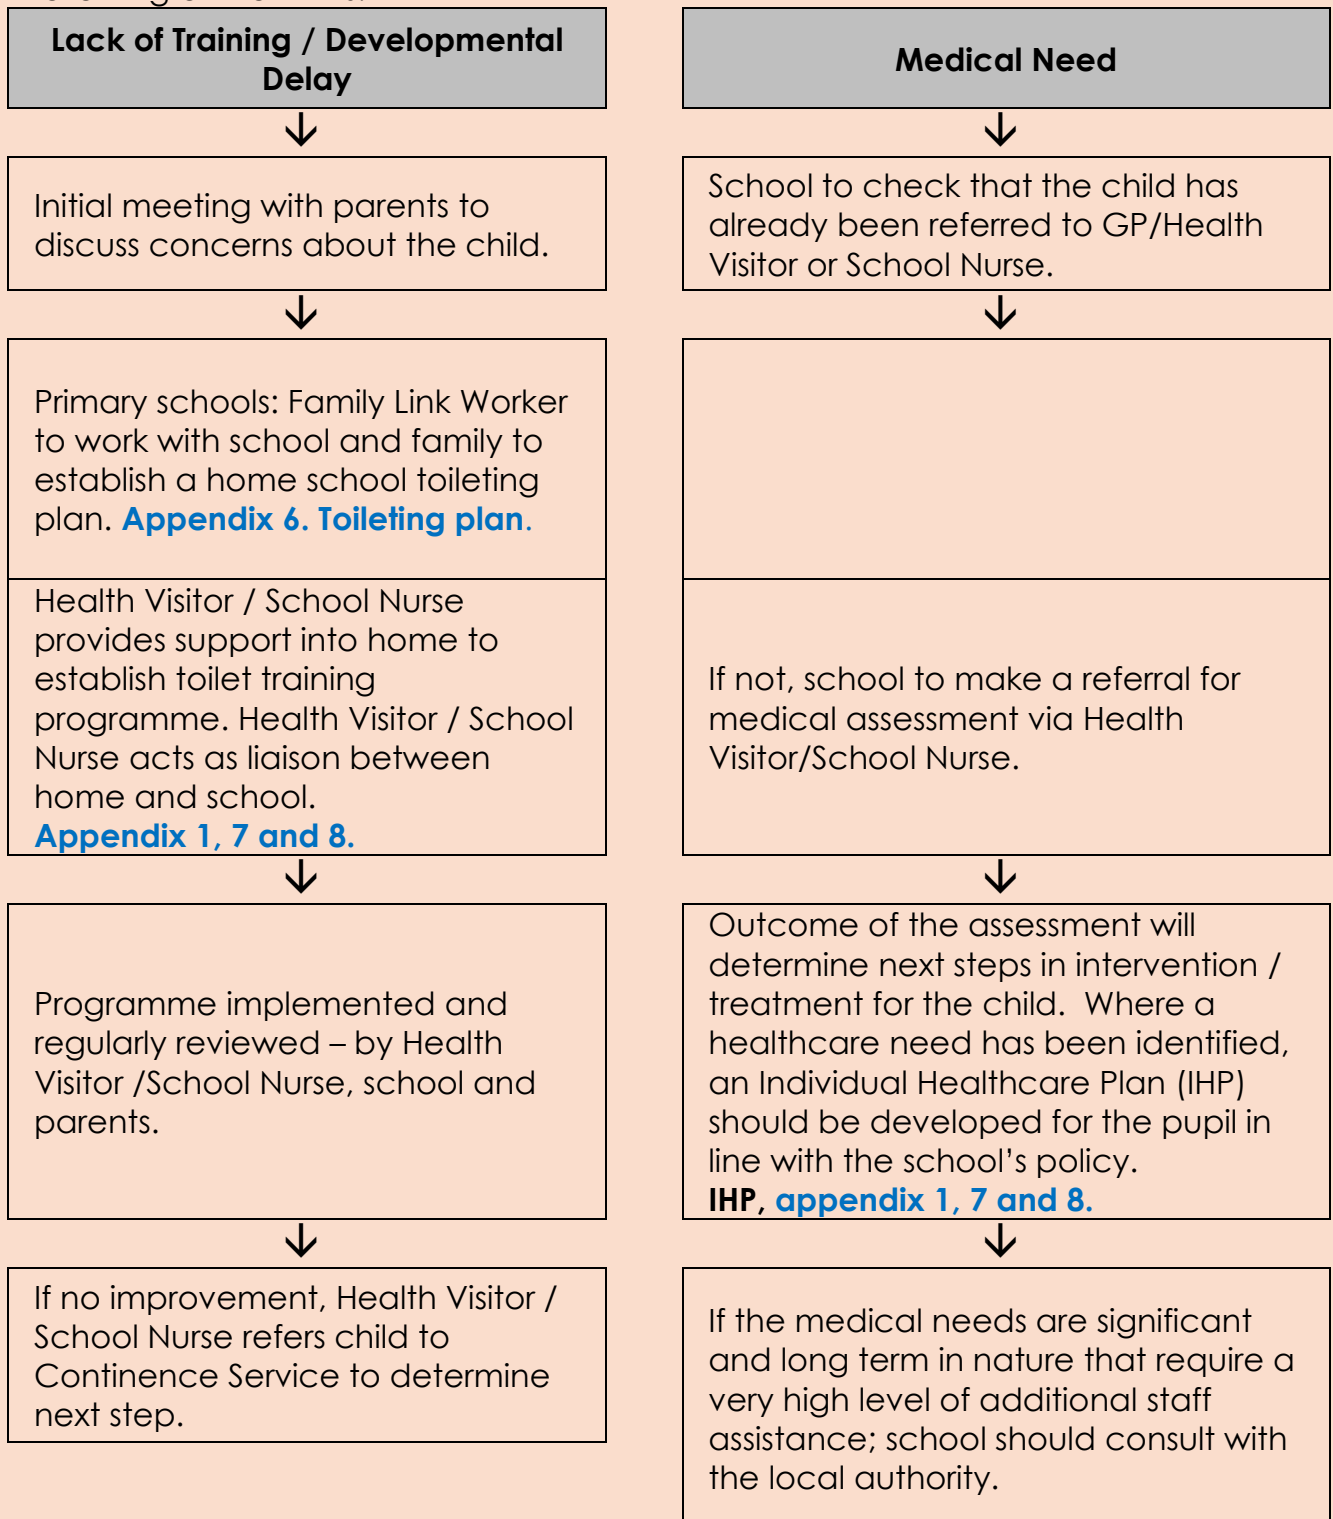 Lack of Training / Developmental
Delay
Initial meeting with parents to
discuss concerns about the child.
Primary schools: Family Link Worker
to work with school and family to
establish a home school toileting
plan. Appendix 6. Toileting plan.
Health Visitor / School Nurse
provides support into home to
establish toilet training
programme. Health Visitor / School
Nurse acts as liaison between
home and school.
Appendix 1, 7 and 8.
Programme implemented and
regularly reviewed – by Health
Visitor /School Nurse, school and
parents.
If no improvement, Health Visitor /
School Nurse refers child to
Continence Service to determine
next step.
Medical Need
School to check that the child has
already been referred to GP/Health
Visitor or School Nurse.
If not, school to make a referral for
medical assessment via Health
Visitor/School Nurse.
Outcome of the assessment will
determine next steps in intervention /
treatment for the child.  Where a
healthcare need has been identified,
an Individual Healthcare Plan (IHP)
should be developed for the pupil in
line with the school’s policy.
IHP, appendix 1, 7 and 8.
If the medical needs are significant
and long term in nature that require a
very high level of additional staff
assistance; school should consult with
the local authority.